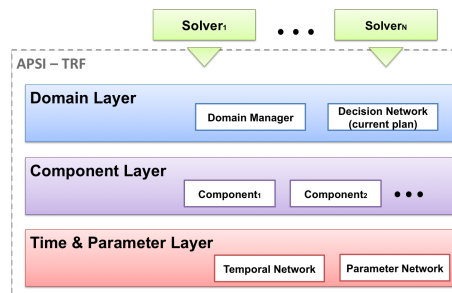 Solver1 • • • SolverN
APSI – TRF
Domain Layer
Domain Manager
Decision Network
(current plan)
Component Layer
Component1 Component2 • • •
Time & Parameter Layer
Temporal Network Parameter Network